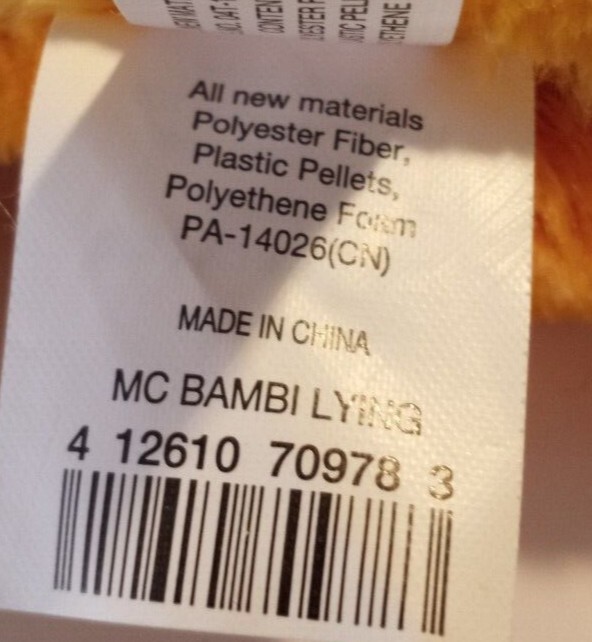 All new materials
Polyester Fiber,
Plastic Pellets,
Polyethene Foam
PA-14026(CN)
MADE IN CHINA
MC BAMBI LYING
4 12610 70978 3